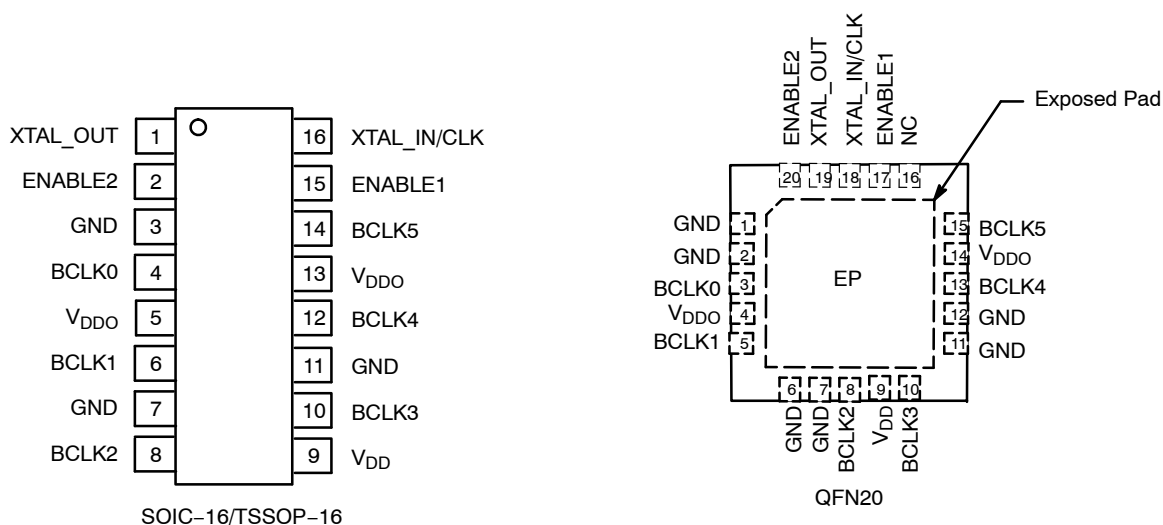 XTAL_OUT 1 16 XTAL_IN/CLK
ENABLE2 2 15 ENABLE1
GND 3 14 BCLK5
BCLK0 4 13 VDDO
VDDO 5 12 BCLK4
BCLK1 6 11 GND
GND 7 10 BCLK3
BCLK2 8 9 VDD
SOIC−16/TSSOP−16
ENABLE2
XTAL_OUT
XTAL_IN/CLK
ENABLE1
NC
Exposed Pad
20 19 18 17 16
GND 1 15 BCLK5
GND 2 14 VDDO
BCLK0 3 EP 13 BCLK4
VDDO 4 12 GND
BCLK1 5 11 GND
6 7 8 9 10
GND
GND
BCLK2
VDD
BCLK3
QFN20